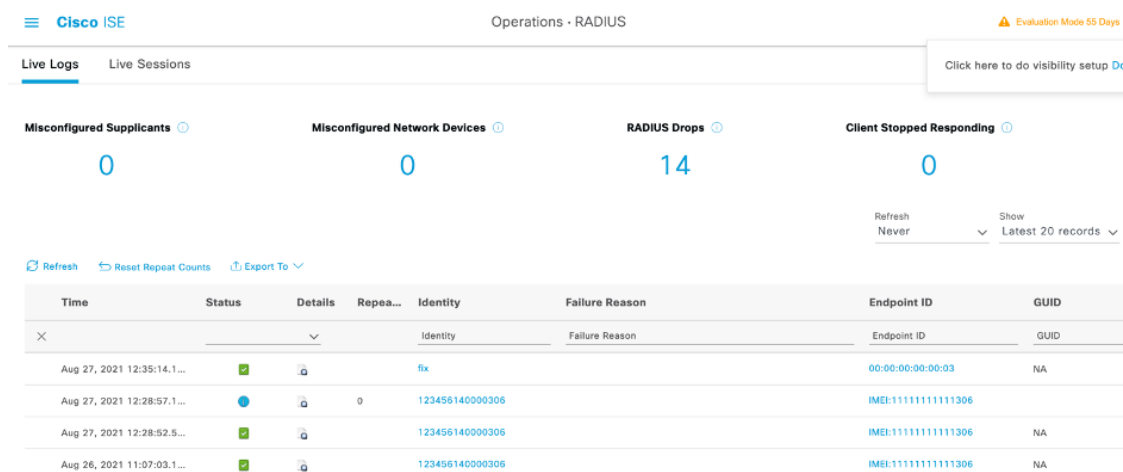 Cisco ISE
Operations · RADIUS
Evaluation Mode 55 Days
Live Logs Live Sessions
Click here to do visibility setup Do
Misconfigured Supplicants Misconfigured Network Devices RADIUS Drops Client Stopped Responding
0 0 14 0
Refresh Show
Never Latest 20 records
Refresh Reset Repeat Counts Export To
Time Status Details Repea... Identity Failure Reason Endpoint ID GUID
Identity Failure Reason Endpoint ID GUID
Aug 27, 2021 12:35:14.1... flx 00:00:00:00:00:03 NA
Aug 27, 2021 12:28:57.1... 0 123456140000306 IMEI:11111111111306
Aug 27, 2021 12:28:52.5... 123456140000306 IMEI:11111111111306 NA
Aug 26, 2021 11:07:03.1... 123456140000306 IMEI:11111111111306 NA